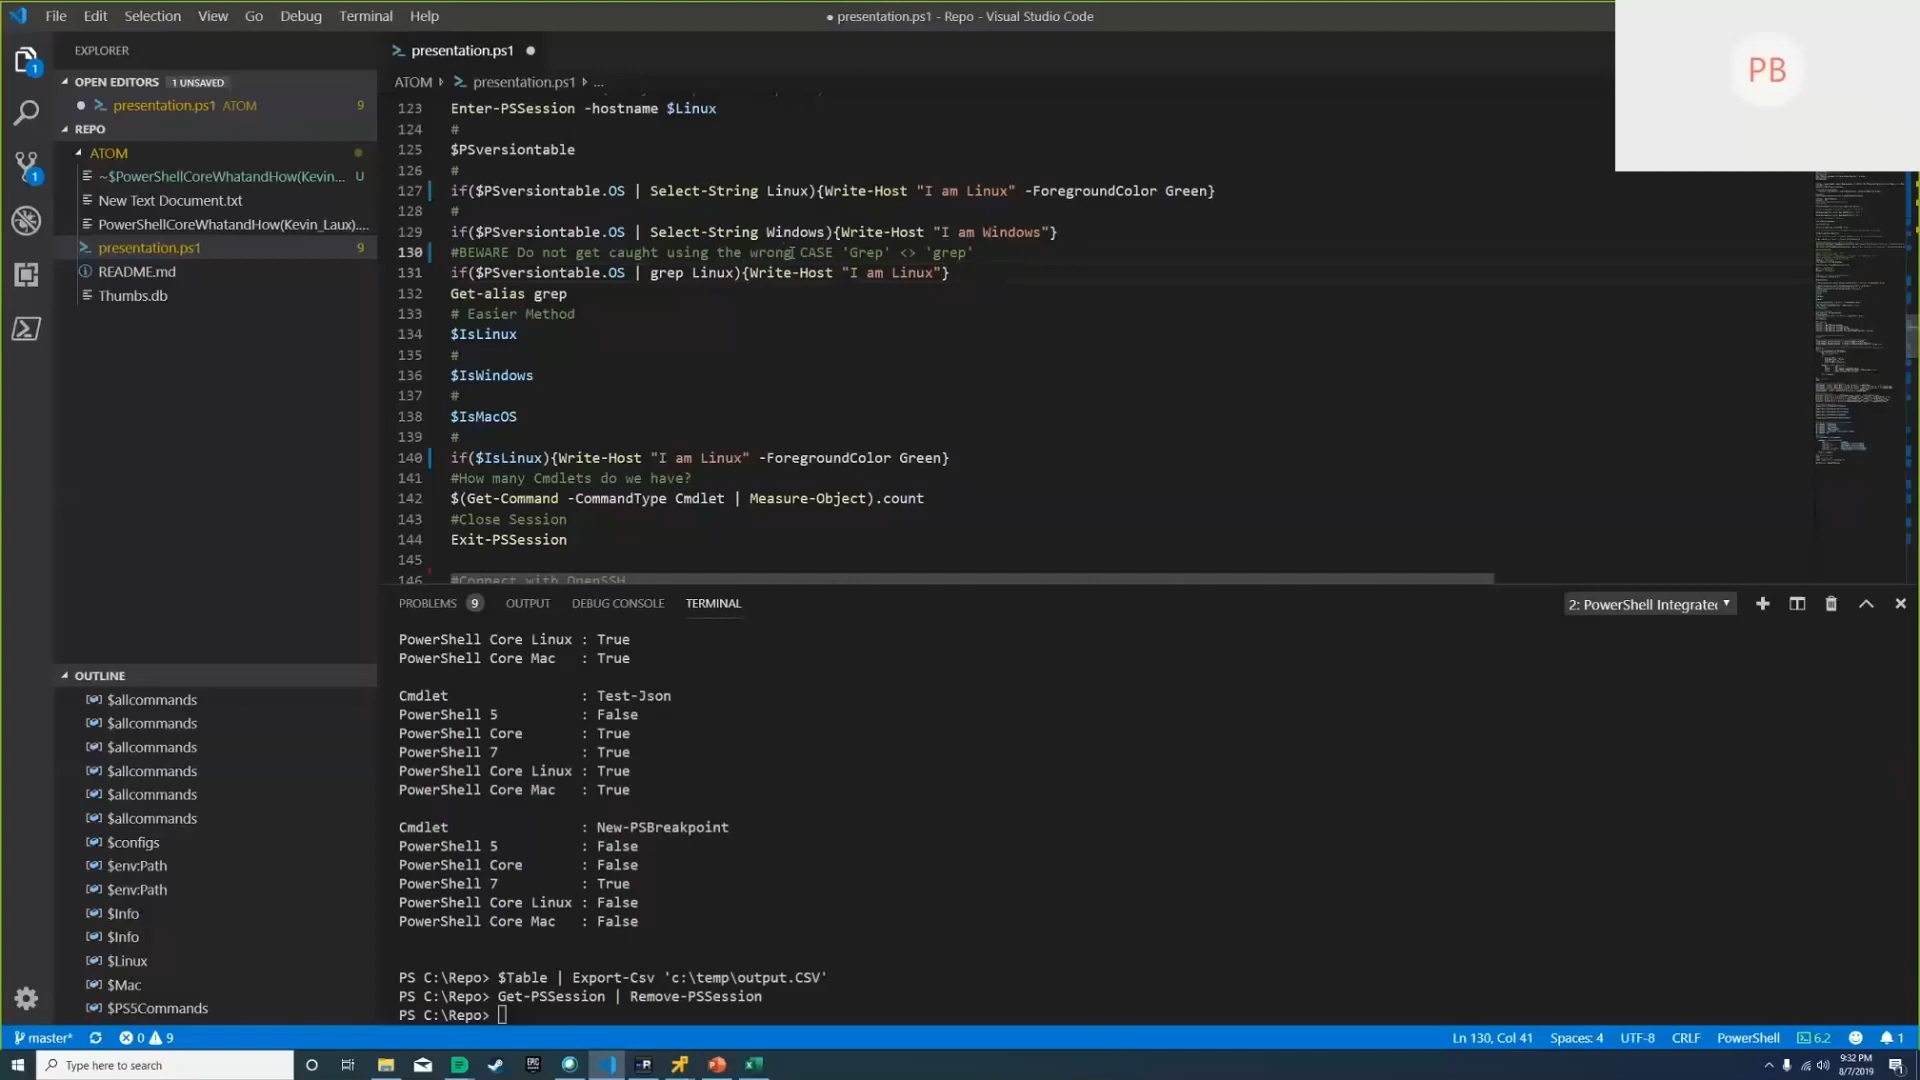 File Edit Selection View Go Debug Terminal Help
● presentation.ps1 - Repo - Visual Studio Code
PB
EXPLORER
OPEN EDITORS 1 UNSAVED
presentation.ps1 ATOM 9
REPO
ATOM
~$PowerShellCoreWhatandHow(Kevin... U
New Text Document.txt
PowerShellCoreWhatandHow(Kevin_Laux)....
presentation.ps1 9
README.md
Thumbs.db
OUTLINE
$allcommands
$allcommands
$allcommands
$allcommands
$allcommands
$allcommands
$configs
$env:Path
$env:Path
$Info
$Info
$Linux
$Mac
$PS5Commands
presentation.ps1
ATOM presentation.ps1 ...
123 Enter-PSSession -hostname $Linux
124 #
125 $PSversiontable
126 #
127 if($PSversiontable.OS | Select-String Linux){Write-Host "I am Linux" -ForegroundColor Green}
128 #
129 if($PSversiontable.OS | Select-String Windows){Write-Host "I am Windows"}
130 #BEWARE Do not get caught using the wrong CASE 'Grep' <> 'grep'
131 if($PSversiontable.OS | grep Linux){Write-Host "I am Linux"}
132 Get-alias grep
133 # Easier Method
134 $IsLinux
135 #
136 $IsWindows
137 #
138 $IsMacOS
139 #
140 if($IsLinux){Write-Host "I am Linux" -ForegroundColor Green}
141 #How many Cmdlets do we have?
142 $(Get-Command -CommandType Cmdlet | Measure-Object).count
143 #Close Session
144 Exit-PSSession
145
146 #Connect with OpenSSH
PROBLEMS 9 OUTPUT DEBUG CONSOLE TERMINAL
2: PowerShell Integrated
PowerShell Core Linux : True
PowerShell Core Mac : True
Cmdlet : Test-Json
PowerShell 5 : False
PowerShell Core : True
PowerShell 7 : True
PowerShell Core Linux : True
PowerShell Core Mac : True
Cmdlet : New-PSBreakpoint
PowerShell 5 : False
PowerShell Core : False
PowerShell 7 : True
PowerShell Core Linux : False
PowerShell Core Mac : False
PS C:\Repo> $Table | Export-Csv 'c:\temp\output.CSV'
PS C:\Repo> Get-PSSession | Remove-PSSession
PS C:\Repo>
master* 0 9
Ln 130, Col 41 Spaces: 4 UTF-8 CRLF PowerShell 6.2 1
Type here to search
9:32 PM
8/7/2019